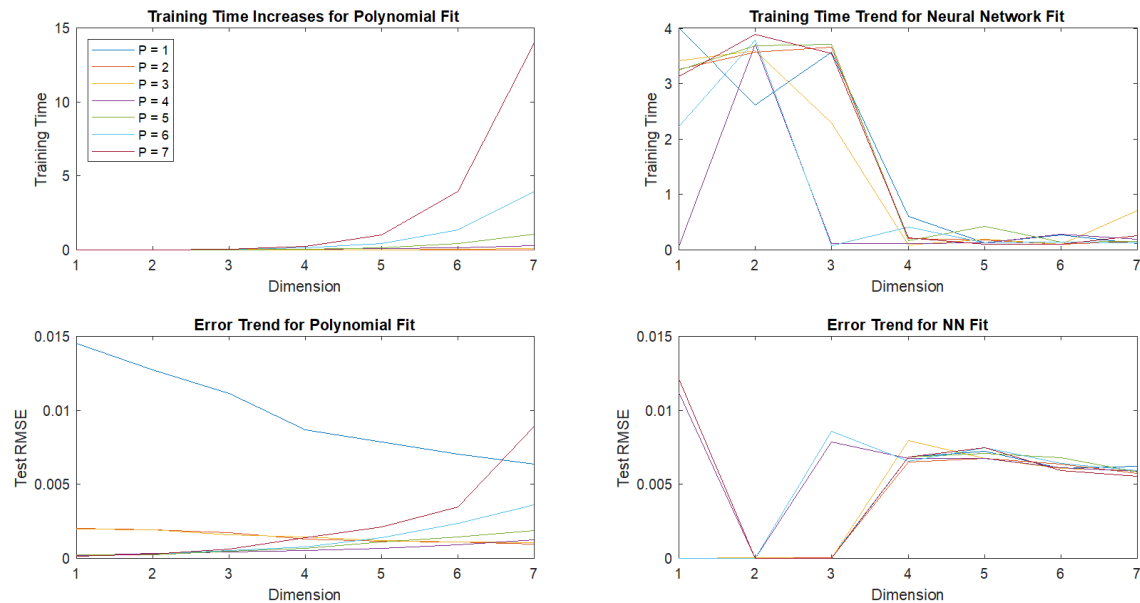 Training Time Increases for Polynomial Fit
15
10
5
0
Training Time
P = 1
P = 2
P = 3
P = 4
P = 5
P = 6
P = 7
1 2 3 4 5 6 7
Dimension
Training Time Trend for Neural Network Fit
4
3
2
1
0
Training Time
1 2 3 4 5 6 7
Dimension
Error Trend for Polynomial Fit
0.015
0.01
0.005
0
Test RMSE
1 2 3 4 5 6 7
Dimension
Error Trend for NN Fit
0.015
0.01
0.005
0
Test RMSE
1 2 3 4 5 6 7
Dimension